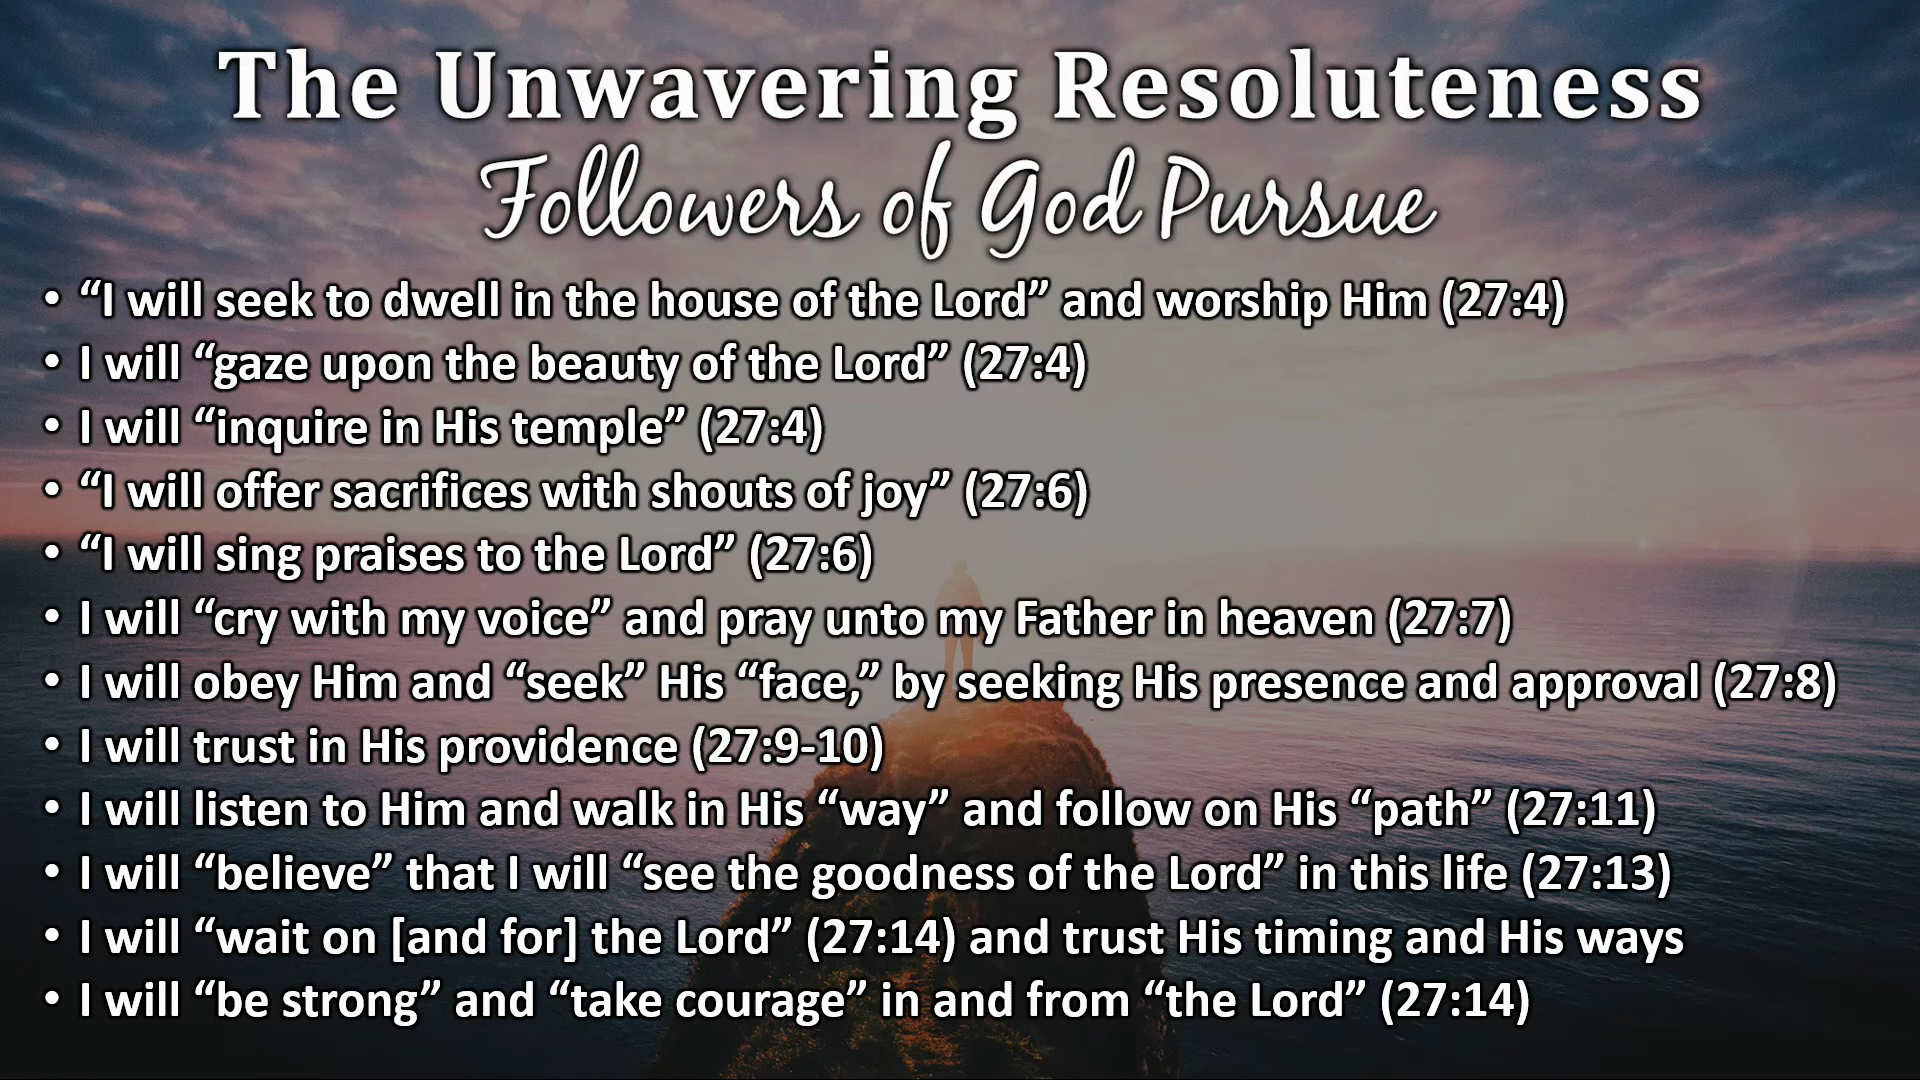 The Unwavering Resoluteness
Followers of God Pursue
• “I will seek to dwell in the house of the Lord” and worship Him (27:4)
• I will “gaze upon the beauty of the Lord” (27:4)
• I will “inquire in His temple” (27:4)
• “I will offer sacrifices with shouts of joy” (27:6)
• “I will sing praises to the Lord” (27:6)
• I will “cry with my voice” and pray unto my Father in heaven (27:7)
• I will obey Him and “seek” His “face,” by seeking His presence and approval (27:8)
• I will trust in His providence (27:9-10)
• I will listen to Him and walk in His “way” and follow on His “path” (27:11)
• I will “believe” that I will “see the goodness of the Lord” in this life (27:13)
• I will “wait on [and for] the Lord” (27:14) and trust His timing and His ways
• I will “be strong” and “take courage” in and from “the Lord” (27:14)